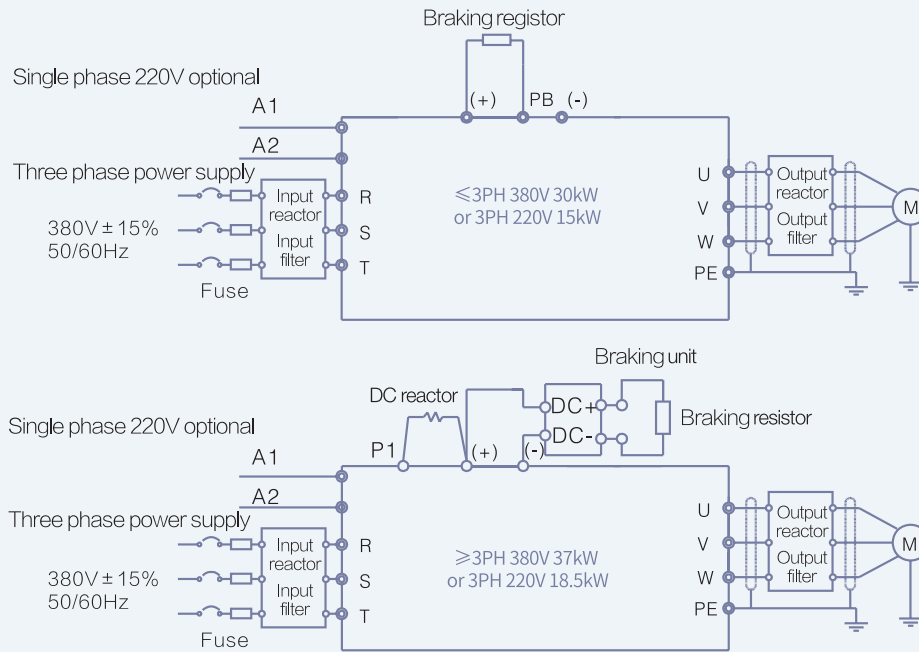 Braking registor
Single phase 220V optional
A1
(+) PB (-)
A2
Three phase power supply
380V±15%
50/60Hz
Fuse
Input
reactor
Input
filter
R
S
T
≤3PH 380V 30kW
or 3PH 220V 15kW
U
V
W
PE
Output
reactor
Output
filter
M
Braking unit
DC reactor
DC+
DC-
Braking resistor
Single phase 220V optional
P1 (+) (-)
A1
A2
Three phase power supply
380V±15%
50/60Hz
Fuse
Input
reactor
Input
filter
R
S
T
≥3PH 380V 37kW
or 3PH 220V 18.5kW
U
V
W
PE
Output
reactor
Output
filter
M